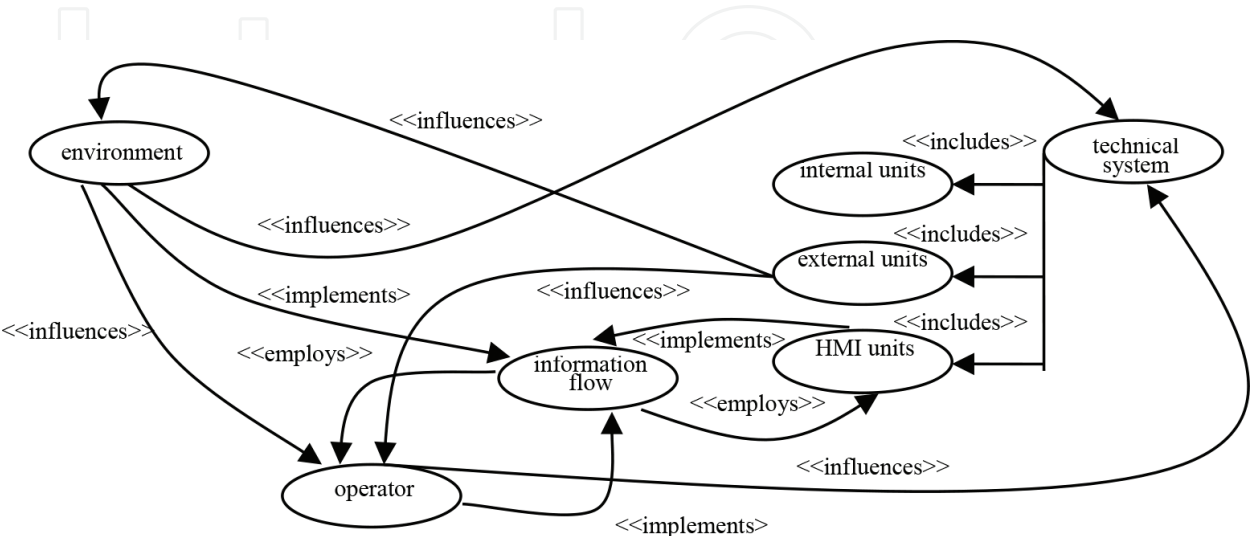 <<influences>>
<<includes>>
technical
system
environment
internal units
<<influences>>
<<includes>>
external units
<<influences>>
<<implements>
<<includes>>
<<influences>>
<<implements>
HMI units
<<employs>>
information
flow
<<employs>>
<<influences>>
operator
<<implements>